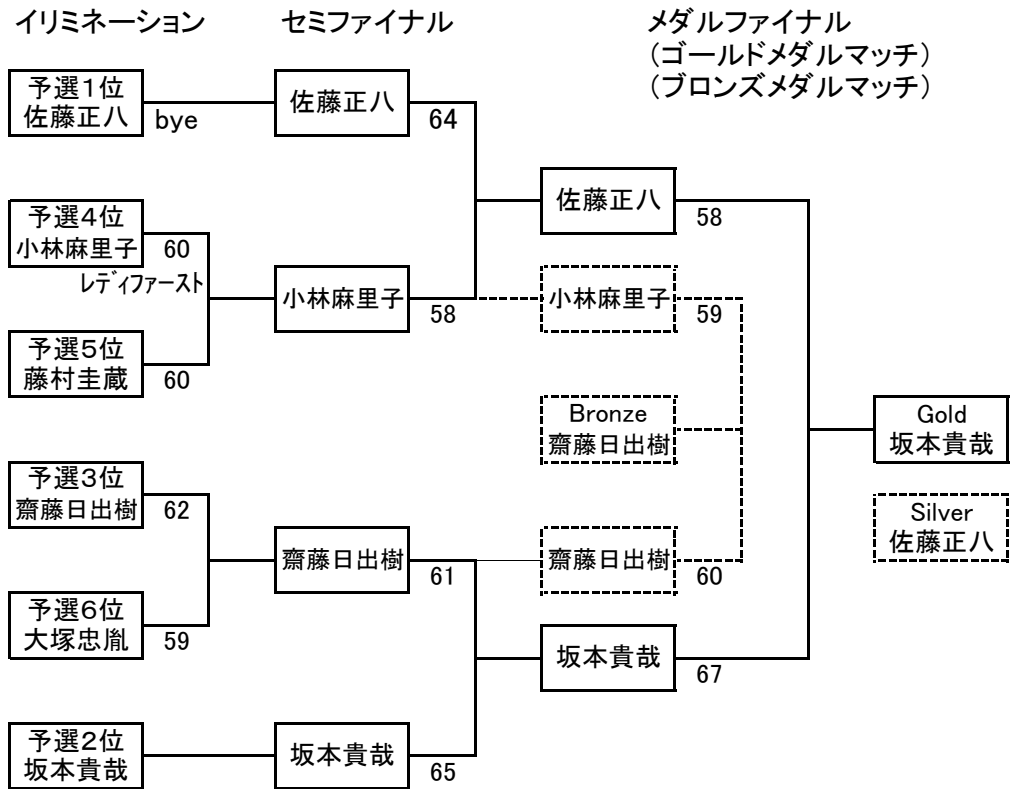 イリミネーション
セミファイナル
メダルファイナル
（ゴールドメダルマッチ）
（ブロンズメダルマッチ）
予選１位
佐藤正八
bye
佐藤正八
64
佐藤正八
58
予選４位
小林麻里子
60
レディファースト
小林麻里子
58
小林麻里子
59
予選５位
藤村圭蔵
60
Bronze
齋藤日出樹
Gold
坂本貴哉
予選３位
齋藤日出樹
62
Silver
佐藤正八
齋藤日出樹
61
齋藤日出樹
60
予選６位
大塚忠胤
59
坂本貴哉
67
予選２位
坂本貴哉
坂本貴哉
65